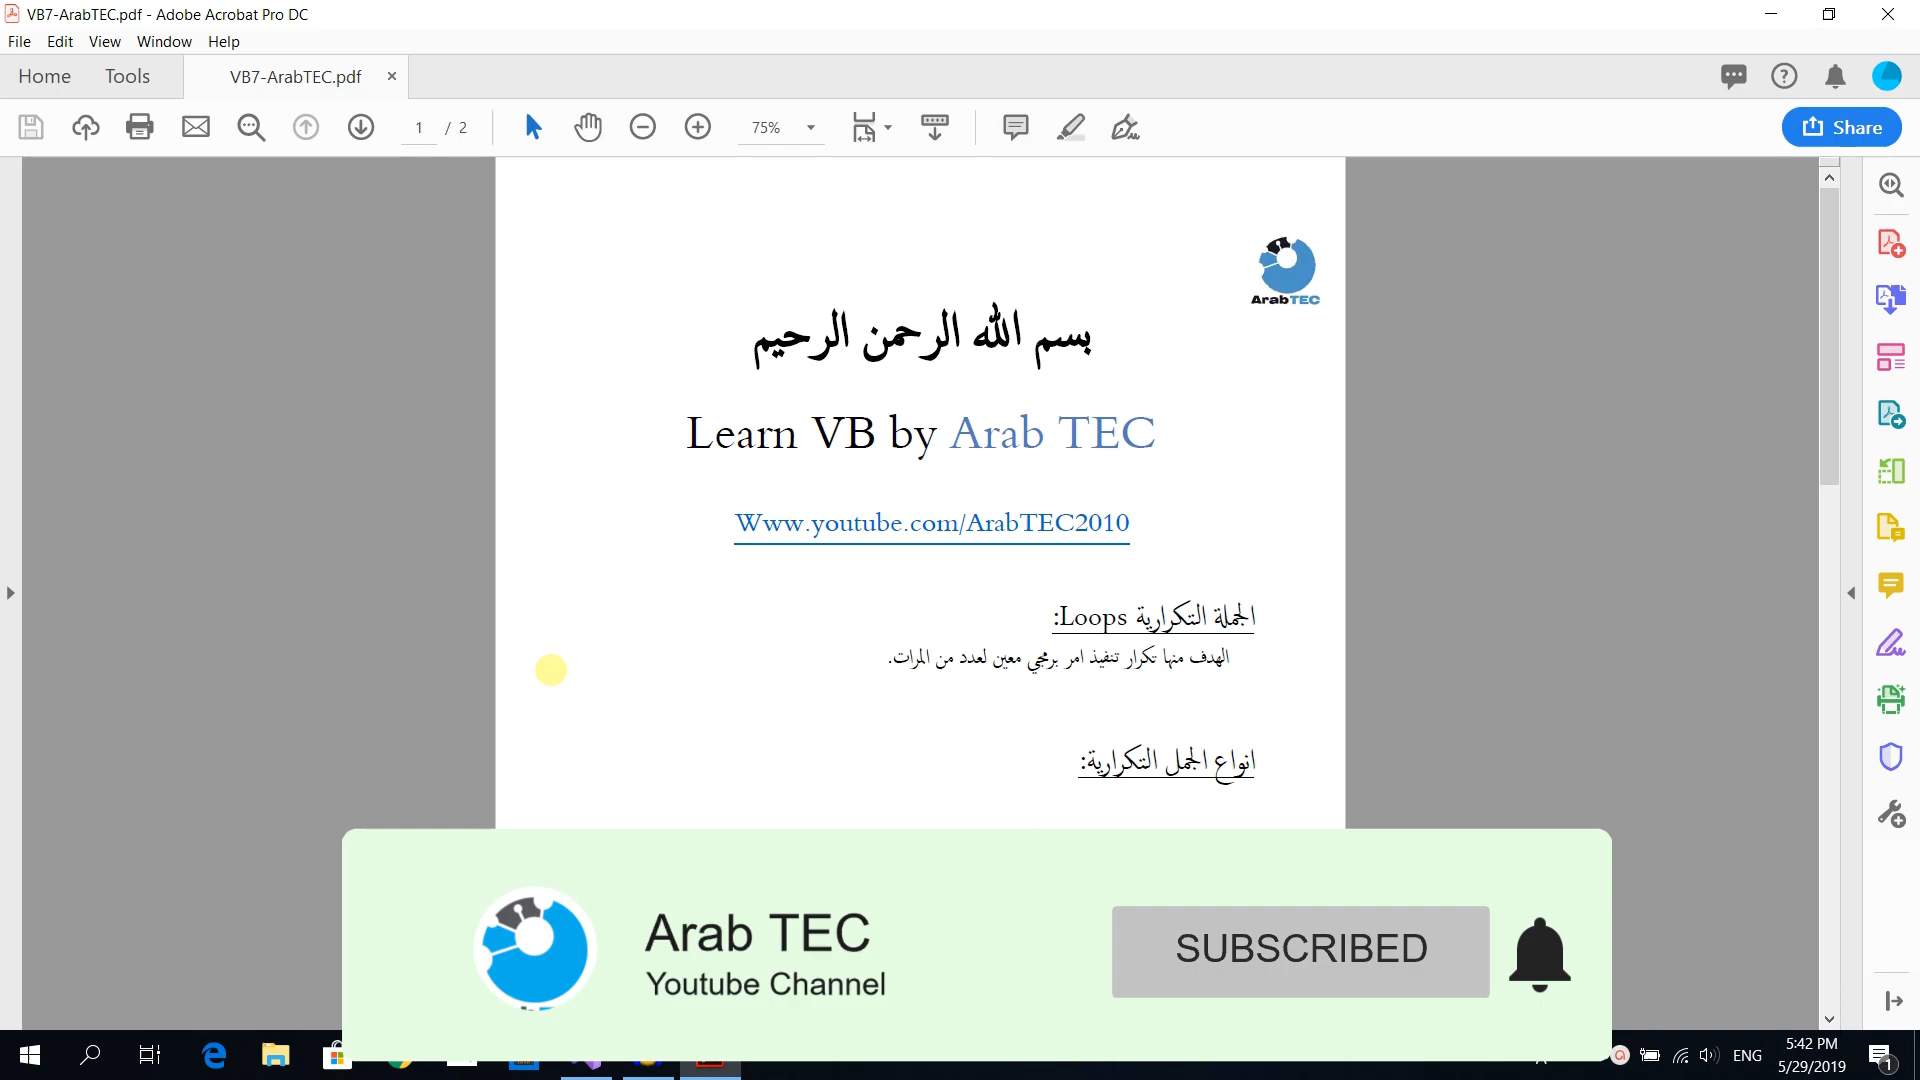 VB7-ArabTEC.pdf - Adobe Acrobat Pro DC
File Edit View Window Help
Home Tools VB7-ArabTEC.pdf
1 / 2 75% Share
ArabTEC
بسم الله الرحمن الرحيم
Learn VB by Arab TEC
Www.youtube.com/ArabTEC2010
الجملة التكرارية Loops:
الهدف منها تكرار تنفيذ امر برمجي معين لعدد من المرات.
انواع الجمل التكرارية:
Arab TEC
Youtube Channel
SUBSCRIBED
ENG
5:42 PM
5/29/2019
1